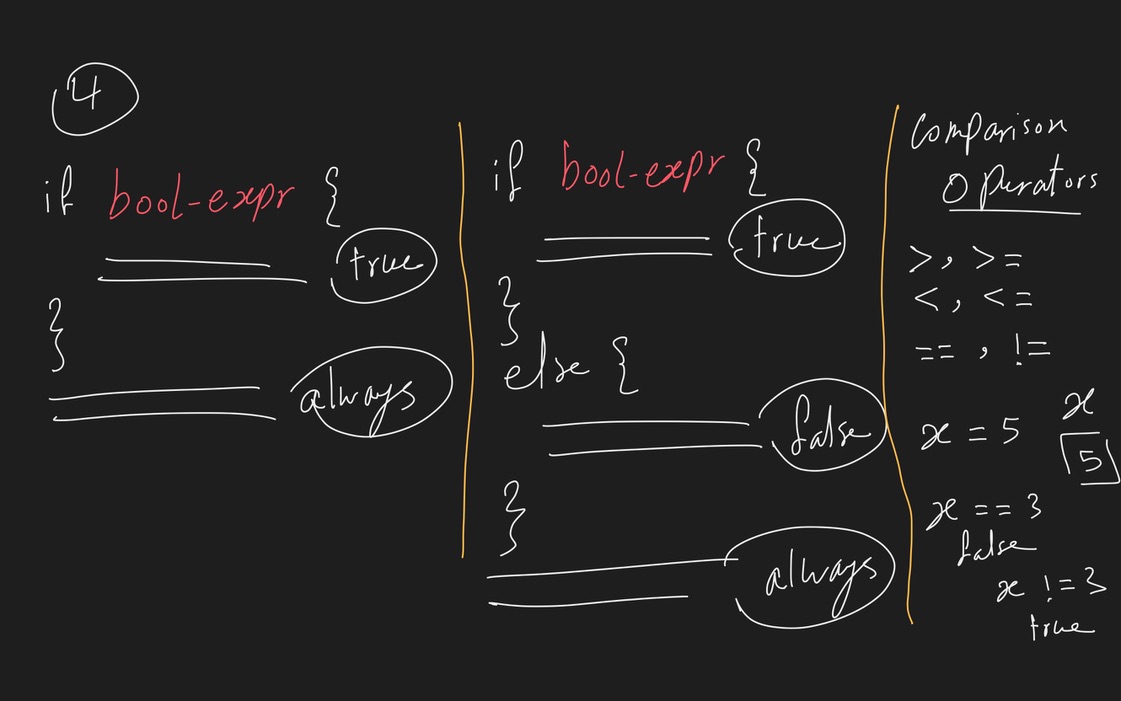 4
if bool-expr {
true
}
always
if bool-expr {
true
}
else {
false
}
always
Comparison
Operators
>, >=
<, <=
==, !=
x = 5
x
5
x == 3
false
x != 3
true